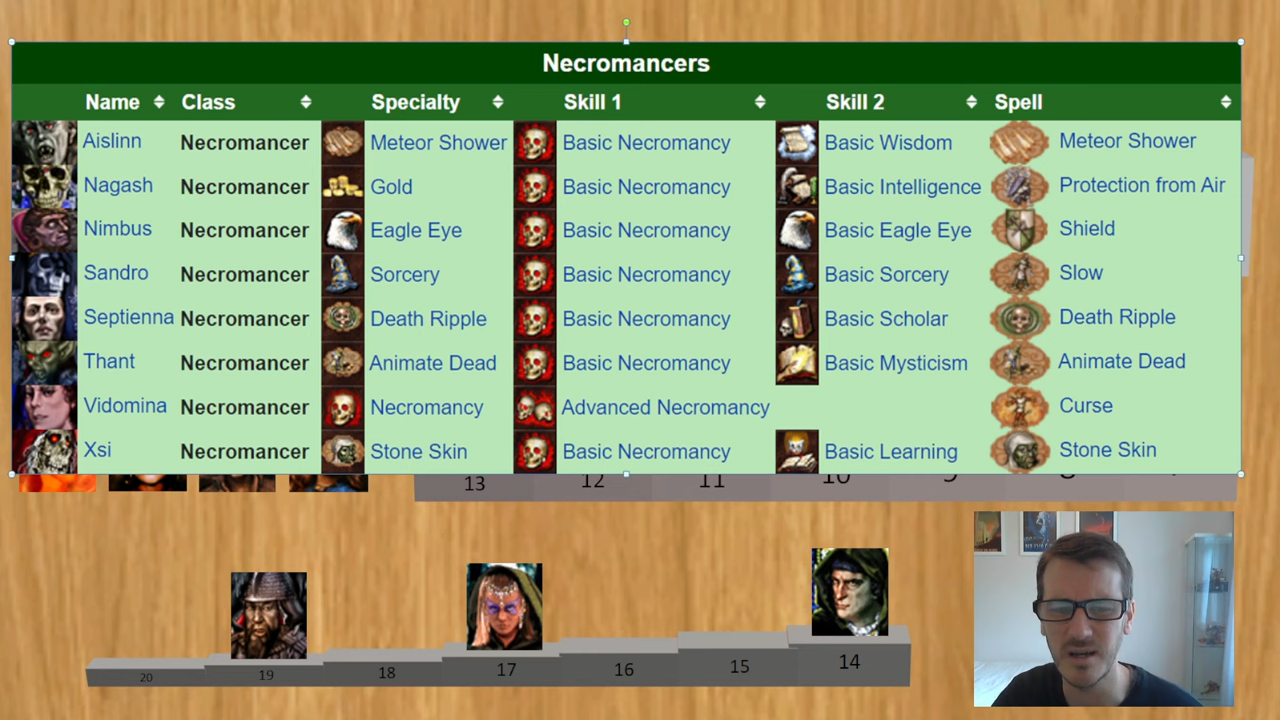 Necromancers
Name Class Specialty Skill 1 Skill 2 Spell
Aislinn Necromancer Meteor Shower Basic Necromancy Basic Wisdom Meteor Shower
Nagash Necromancer Gold Basic Necromancy Basic Intelligence Protection from Air
Nimbus Necromancer Eagle Eye Basic Necromancy Basic Eagle Eye Shield
Sandro Necromancer Sorcery Basic Necromancy Basic Sorcery Slow
Septienna Necromancer Death Ripple Basic Necromancy Basic Scholar Death Ripple
Thant Necromancer Animate Dead Basic Necromancy Basic Mysticism Animate Dead
Vidomina Necromancer Necromancy Advanced Necromancy Curse
Xsi Necromancer Stone Skin Basic Necromancy Basic Learning Stone Skin
13 12 11 10 9
20 19 18 17 16 15 14